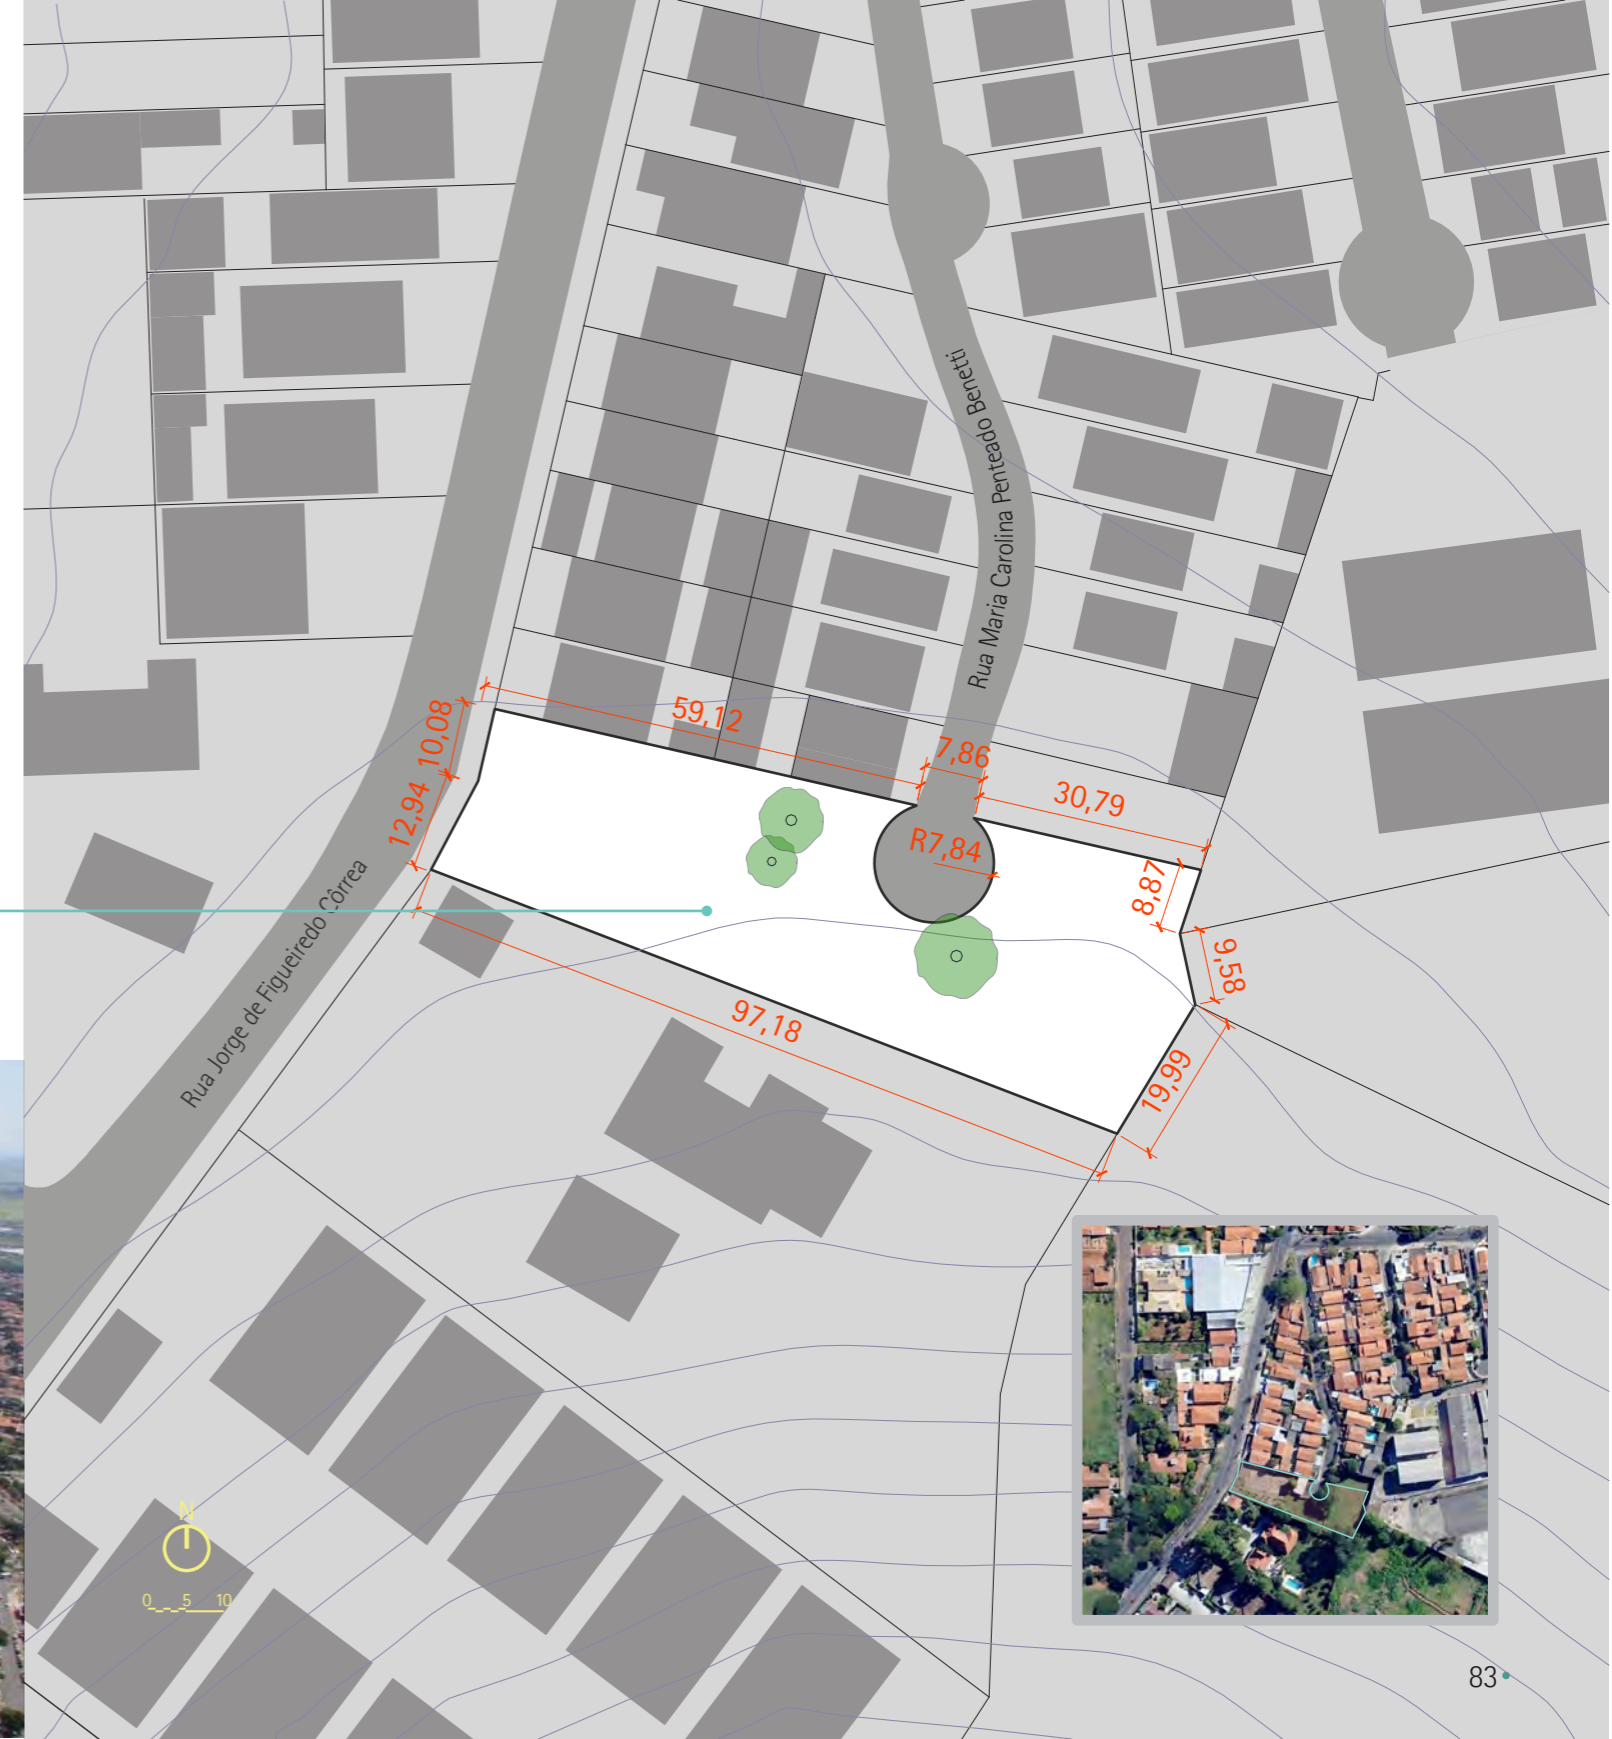 Rua Maria Carolina Penteado Benetti
59,12
10,08
7,86
30,79
12,94
R7,84
8,87
Rua Jorge de Figueiredo Côrrea
9,58
97,18
19,99
N
0 5 10
83